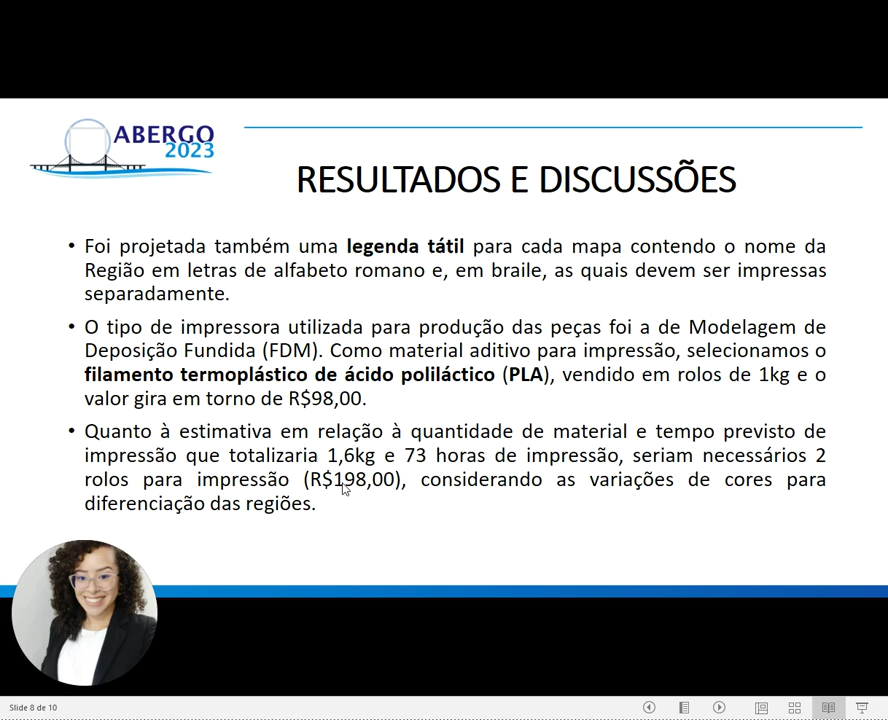 ABERGO
2023
RESULTADOS E DISCUSSÕES
• Foi projetada também uma legenda tátil para cada mapa contendo o nome da
Região em letras de alfabeto romano e, em braile, as quais devem ser impressas
separadamente.
• O tipo de impressora utilizada para produção das peças foi a de Modelagem de
Deposição Fundida (FDM). Como material aditivo para impressão, selecionamos o
filamento termoplástico de ácido poliláctico (PLA), vendido em rolos de 1kg e o
valor gira em torno de R$98,00.
• Quanto à estimativa em relação à quantidade de material e tempo previsto de
impressão que totalizaria 1,6kg e 73 horas de impressão, seriam necessários 2
rolos para impressão (R$198,00), considerando as variações de cores para
diferenciação das regiões.
Slide 8 de 10